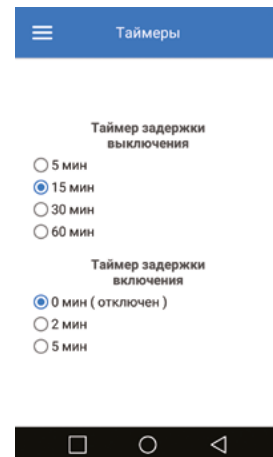 Таймеры
Таймер задержки
выключения
5 мин
15 мин
30 мин
60 мин
Таймер задержки
включения
0 мин ( отключен )
2 мин
5 мин